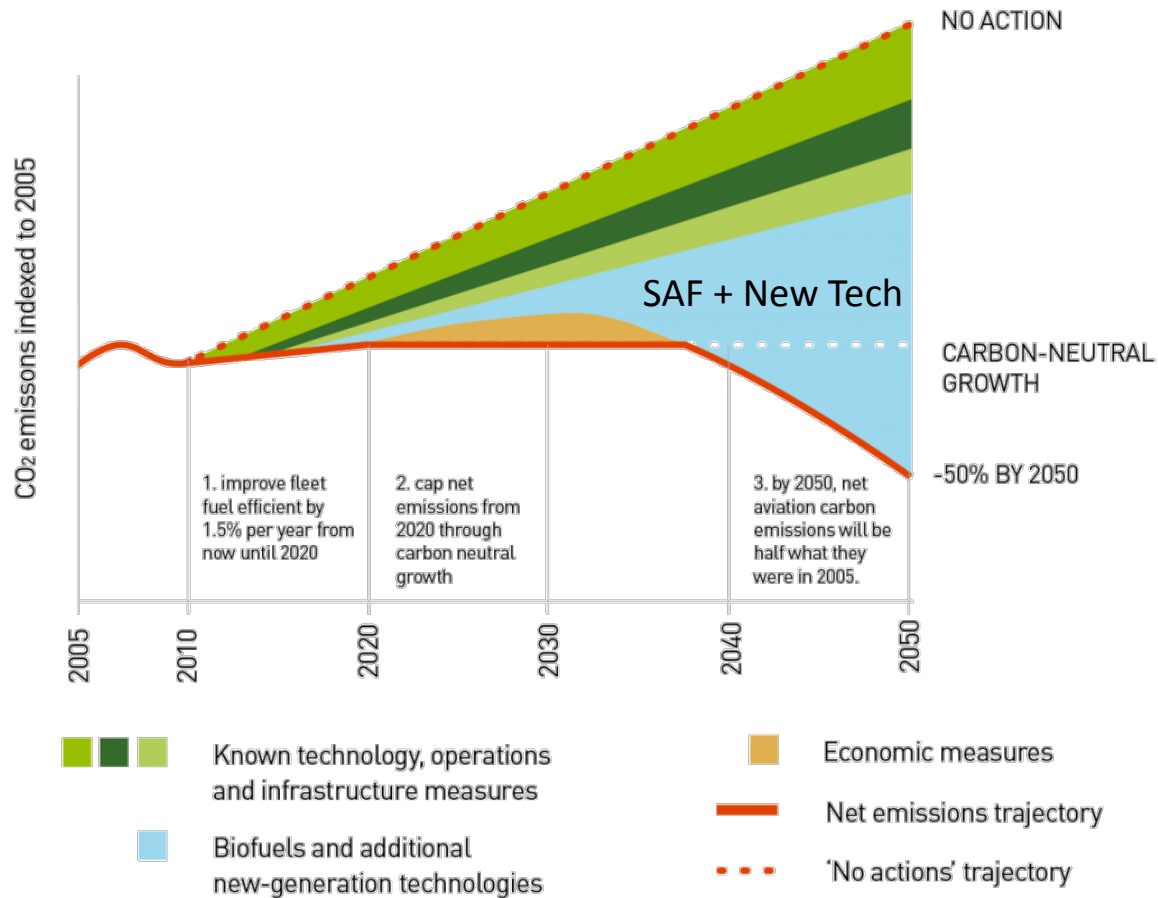 NO ACTION
CO2 emissons indexed to 2005
SAF + New Tech
CARBON-NEUTRAL
GROWTH
-50% BY 2050
1. improve fleet
fuel efficient by
1.5% per year from
now until 2020
2. cap net
emissions from
2020 through
carbon neutral
growth
3. by 2050, net
aviation carbon
emissions will be
half what they
were in 2005.
2005
2010
2020
2030
2040
2050
Known technology, operations
and infrastructure measures
Biofuels and additional
new-generation technologies
Economic measures
Net emissions trajectory
‘No actions’ trajectory